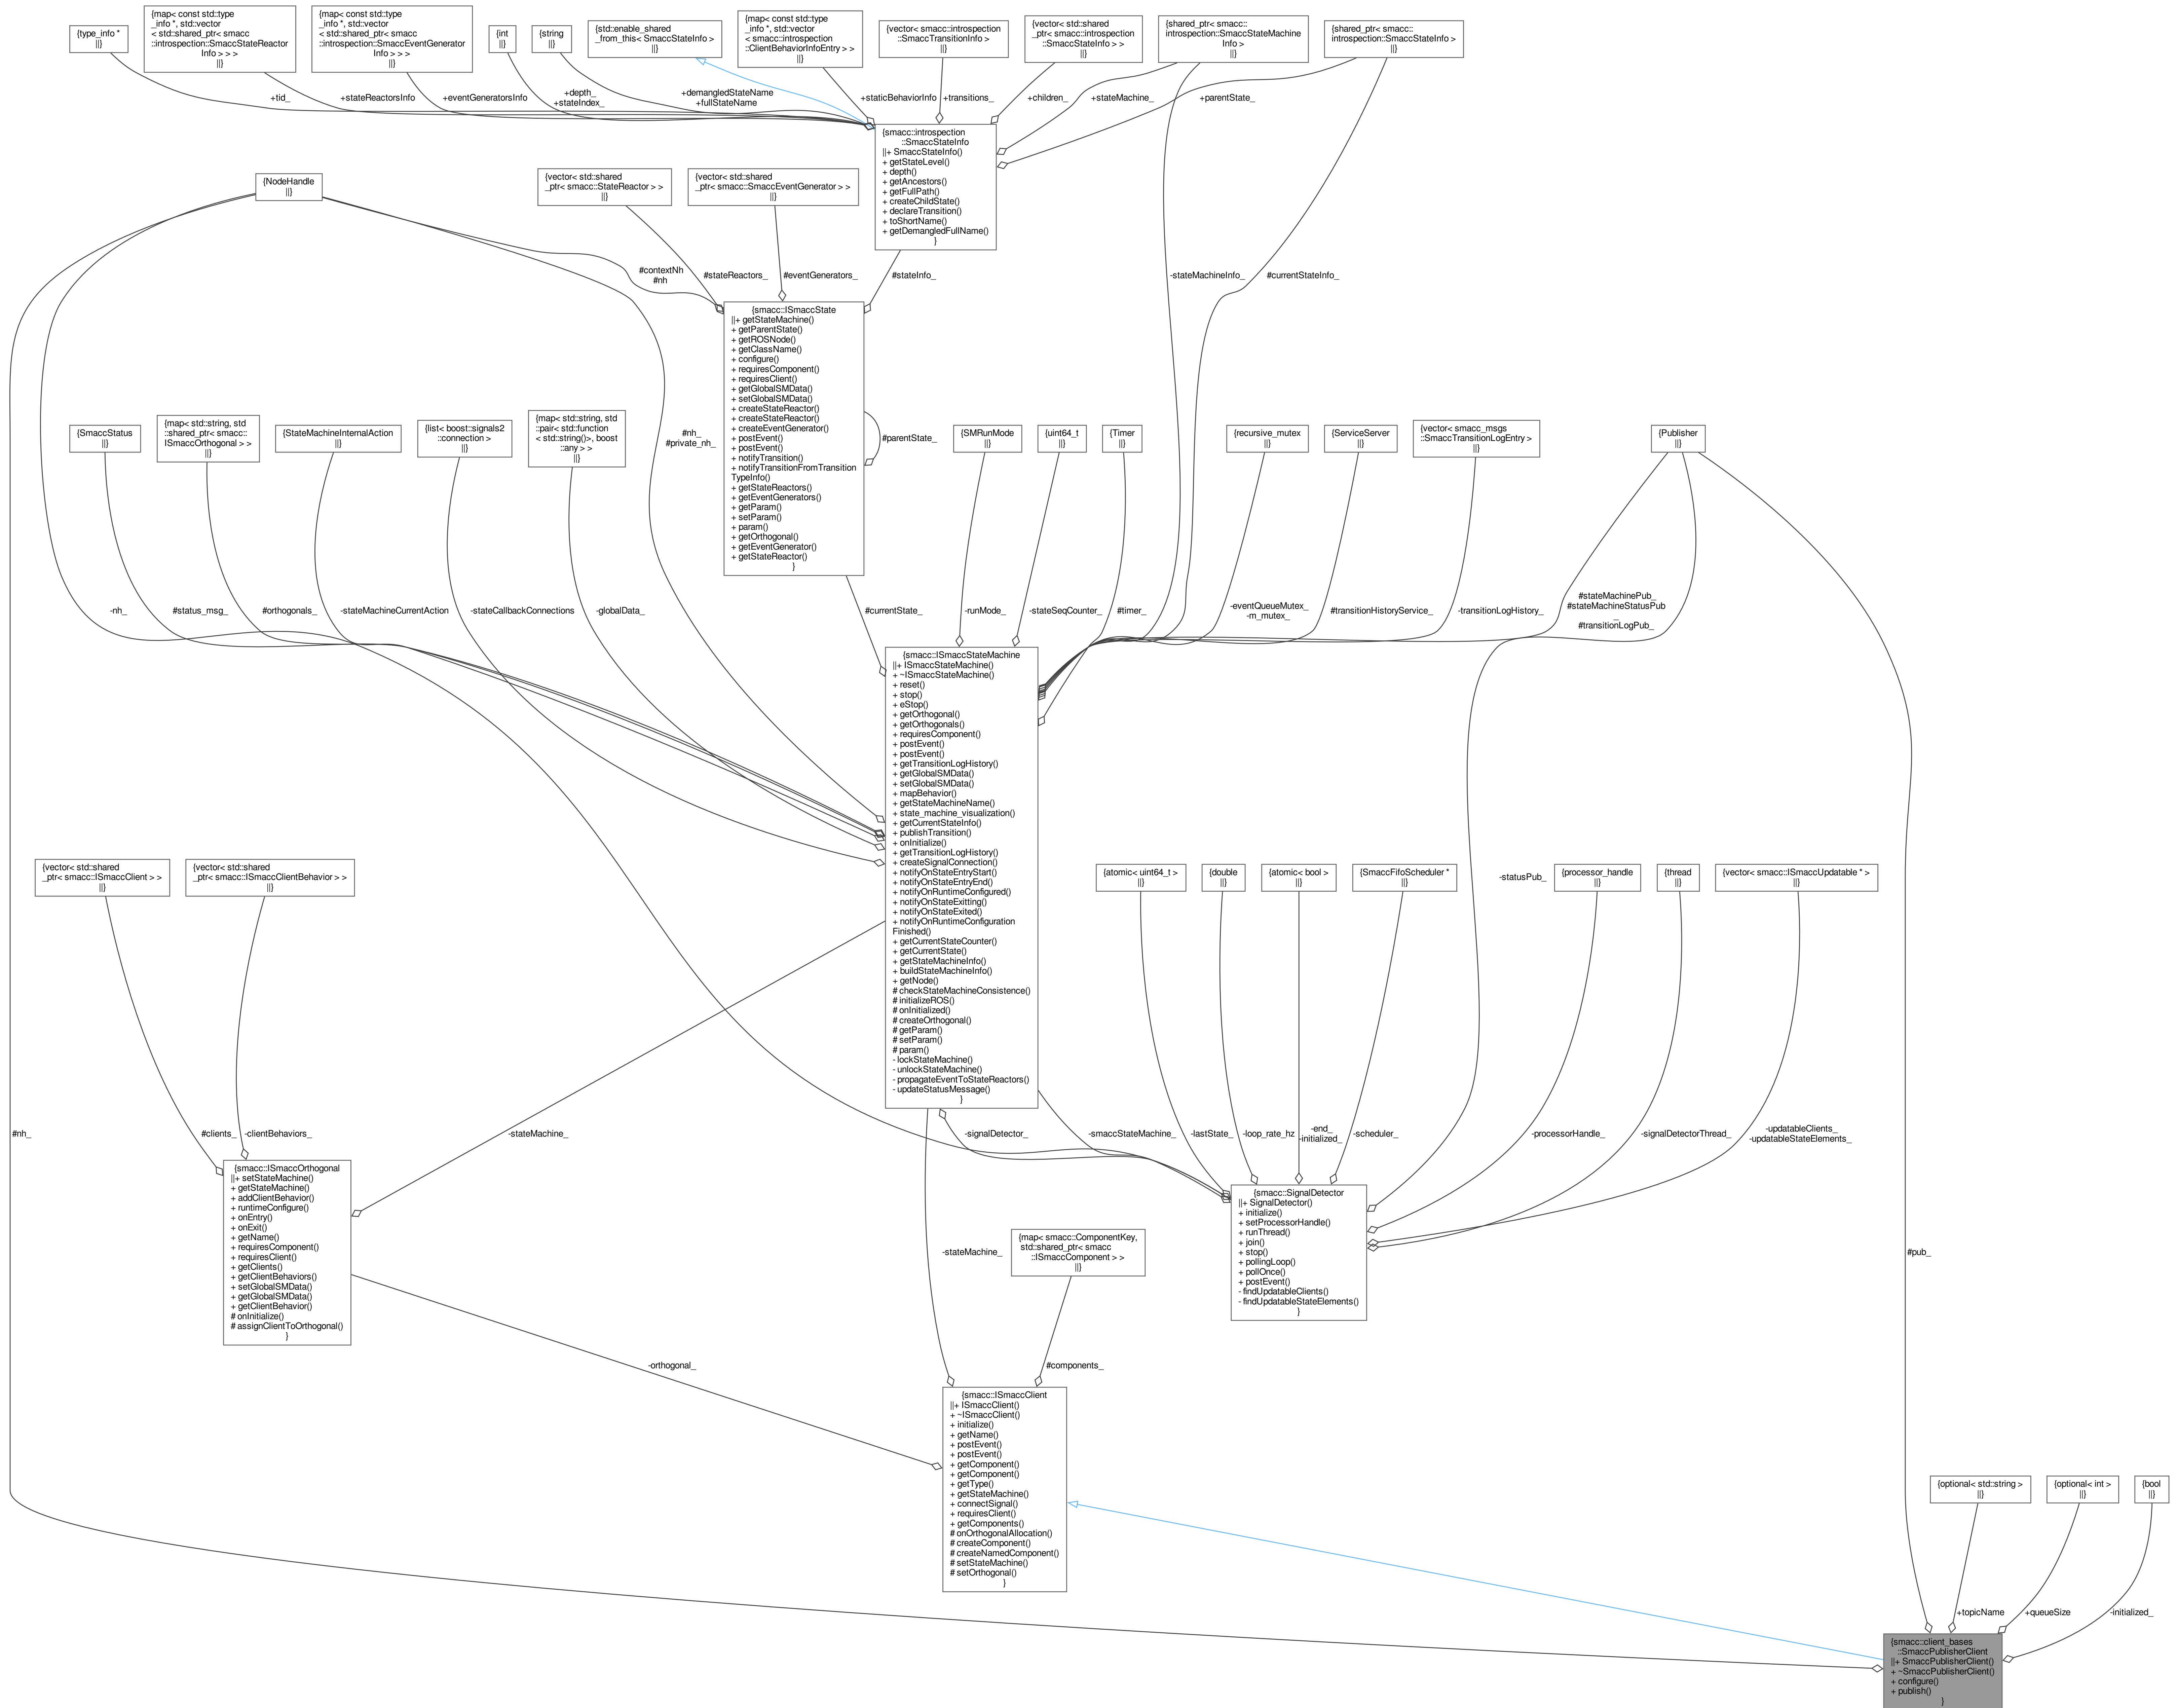 {type_info *
||}
{map< const std::type
_info *, std::vector
< std::shared_ptr< smacc
::introspection::SmaccStateReactor
Info > > >
||}
{map< const std::type
_info *, std::vector
< std::shared_ptr< smacc
::introspection::SmaccEventGenerator
Info > > >
||}
{int
||}
{string
||}
{std::enable_shared
_from_this< SmaccStateInfo >
||}
{map< const std::type
_info *, std::vector
< smacc::introspection
::ClientBehaviorInfoEntry > >
||}
{vector< smacc::introspection
::SmaccTransitionInfo >
||}
{vector< std::shared
_ptr< smacc::introspection
::SmaccStateInfo > >
||}
{shared_ptr< smacc::
introspection::SmaccStateMachine
Info >
||}
{shared_ptr< smacc::
introspection::SmaccStateInfo >
||}
+tid_
+stateReactorsInfo
+eventGeneratorsInfo
+depth_
+stateIndex_
+demangledStateName
+fullStateName
+staticBehaviorInfo
+transitions_
+children_
+stateMachine_
+parentState_
{smacc::introspection
::SmaccStateInfo
||+ SmaccStateInfo()
+ getStateLevel()
+ depth()
+ getAncestors()
+ getFullPath()
+ createChildState()
+ declareTransition()
+ toShortName()
+ getDemangledFullName()
}
{NodeHandle
||}
{vector< std::shared
_ptr< smacc::StateReactor > >
||}
{vector< std::shared
_ptr< smacc::SmaccEventGenerator > >
||}
#contextNh
#nh
#stateReactors_
#eventGenerators_
#stateInfo_
-stateMachineInfo_
#currentStateInfo_
{smacc::ISmaccState
||+ getStateMachine()
+ getParentState()
+ getROSNode()
+ getClassName()
+ configure()
+ requiresComponent()
+ requiresClient()
+ getGlobalSMData()
+ setGlobalSMData()
+ createStateReactor()
+ createStateReactor()
+ createEventGenerator()
+ postEvent()
+ postEvent()
+ notifyTransition()
+ notifyTransitionFromTransition
TypeInfo()
+ getStateReactors()
+ getEventGenerators()
+ getParam()
+ setParam()
+ param()
+ getOrthogonal()
+ getEventGenerator()
+ getStateReactor()
}
#parentState_
#nh_
#private_nh_
{SmaccStatus
||}
{map< std::string, std
::shared_ptr< smacc::
ISmaccOrthogonal > >
||}
{StateMachineInternalAction
||}
{list< boost::signals2
::connection >
||}
{map< std::string, std
::pair< std::function
< std::string()>, boost
::any > >
||}
{SMRunMode
||}
{uint64_t
||}
{Timer
||}
{recursive_mutex
||}
{ServiceServer
||}
{vector< smacc_msgs
::SmaccTransitionLogEntry >
||}
{Publisher
||}
-nh_
#status_msg_
#orthogonals_
-stateMachineCurrentAction
-stateCallbackConnections
-globalData_
#currentState_
-runMode_
-stateSeqCounter_
#timer_
-eventQueueMutex_
-m_mutex_
#transitionHistoryService_
-transitionLogHistory_
#stateMachinePub_
#stateMachineStatusPub
_
#transitionLogPub_
{smacc::ISmaccStateMachine
||+ ISmaccStateMachine()
+ ~ISmaccStateMachine()
+ reset()
+ stop()
+ eStop()
+ getOrthogonal()
+ getOrthogonals()
+ requiresComponent()
+ postEvent()
+ postEvent()
+ getTransitionLogHistory()
+ getGlobalSMData()
+ setGlobalSMData()
+ mapBehavior()
+ getStateMachineName()
+ state_machine_visualization()
+ getCurrentStateInfo()
+ publishTransition()
+ onInitialize()
+ getTransitionLogHistory()
+ createSignalConnection()
+ notifyOnStateEntryStart()
+ notifyOnStateEntryEnd()
+ notifyOnRuntimeConfigured()
+ notifyOnStateExitting()
+ notifyOnStateExited()
+ notifyOnRuntimeConfiguration
Finished()
+ getCurrentStateCounter()
+ getCurrentState()
+ getStateMachineInfo()
+ buildStateMachineInfo()
+ getNode()
# checkStateMachineConsistence()
# initializeROS()
# onInitialized()
# createOrthogonal()
# getParam()
# setParam()
# param()
- lockStateMachine()
- unlockStateMachine()
- propagateEventToStateReactors()
- updateStatusMessage()
}
{vector< std::shared
_ptr< smacc::ISmaccClient > >
||}
{vector< std::shared
_ptr< smacc::ISmaccClientBehavior > >
||}
{atomic< uint64_t >
||}
{double
||}
{atomic< bool >
||}
{SmaccFifoScheduler *
||}
-statusPub_
{processor_handle
||}
{thread
||}
{vector< smacc::ISmaccUpdatable * >
||}
#nh_
#clients_
-clientBehaviors_
-stateMachine_
-signalDetector_
-smaccStateMachine_
-lastState_
-loop_rate_hz
-end_
-initialized_
-scheduler_
-processorHandle_
-signalDetectorThread_
-updatableClients_
-updatableStateElements_
{smacc::ISmaccOrthogonal
||+ setStateMachine()
+ getStateMachine()
+ addClientBehavior()
+ runtimeConfigure()
+ onEntry()
+ onExit()
+ getName()
+ requiresComponent()
+ requiresClient()
+ getClients()
+ getClientBehaviors()
+ setGlobalSMData()
+ getGlobalSMData()
+ getClientBehavior()
# onInitialize()
# assignClientToOrthogonal()
}
{smacc::SignalDetector
||+ SignalDetector()
+ initialize()
+ setProcessorHandle()
+ runThread()
+ join()
+ stop()
+ pollingLoop()
+ pollOnce()
+ postEvent()
- findUpdatableClients()
- findUpdatableStateElements()
}
-stateMachine_
{map< smacc::ComponentKey,
std::shared_ptr< smacc
::ISmaccComponent > >
||}
#pub_
-orthogonal_
#components_
{smacc::ISmaccClient
||+ ISmaccClient()
+ ~ISmaccClient()
+ initialize()
+ getName()
+ postEvent()
+ postEvent()
+ getComponent()
+ getComponent()
+ getType()
+ getStateMachine()
+ connectSignal()
+ requiresClient()
+ getComponents()
# onOrthogonalAllocation()
# createComponent()
# createNamedComponent()
# setStateMachine()
# setOrthogonal()
}
{optional< std::string >
||}
{optional< int >
||}
{bool
||}
+topicName
+queueSize
-initialized_
{smacc::client_bases
::SmaccPublisherClient
||+ SmaccPublisherClient()
+ ~SmaccPublisherClient()
+ configure()
+ publish()
}